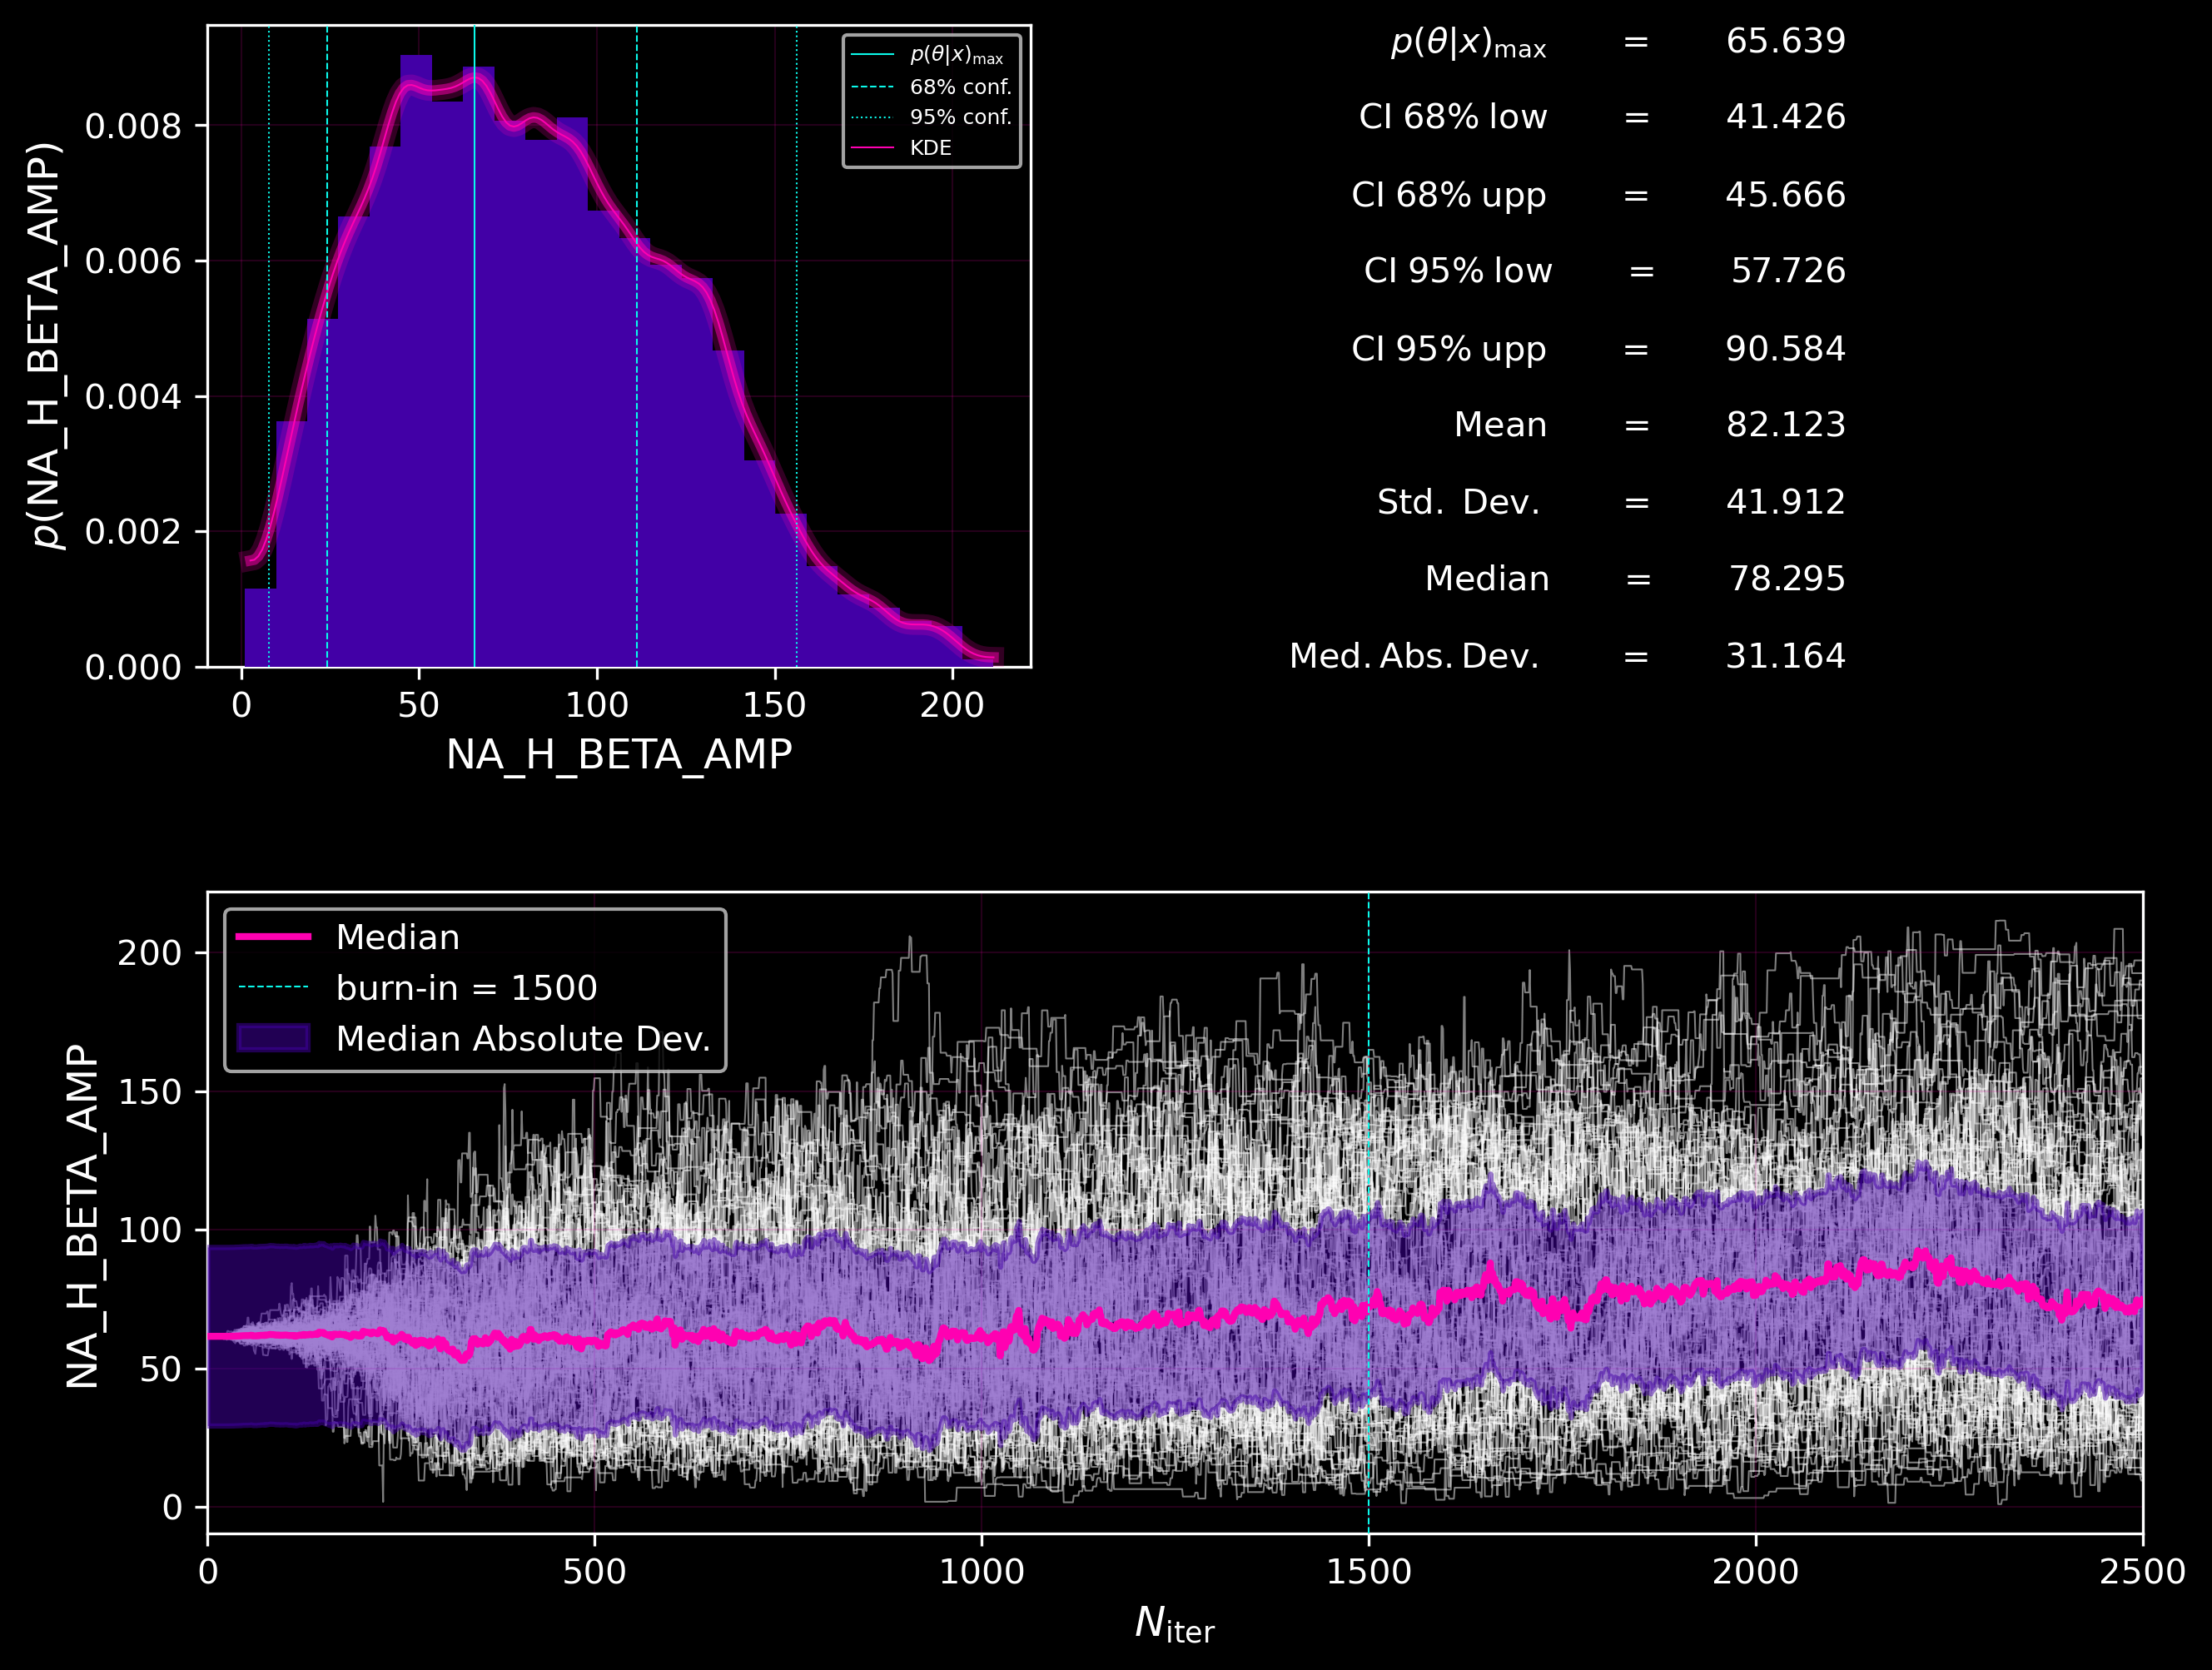 p(θ|x)max
68% conf.
95% conf.
KDE
p(NA_H_BETA_AMP)
0.008
0.006
0.004
0.002
0.000
0 50 100 150 200
NA_H_BETA_AMP
p(θ|x)max = 65.639
CI 68% low = 41.426
CI 68% upp = 45.666
CI 95% low = 57.726
CI 95% upp = 90.584
Mean = 82.123
Std. Dev. = 41.912
Median = 78.295
Med. Abs. Dev. = 31.164
Median
burn-in = 1500
Median Absolute Dev.
NA_H_BETA_AMP
200
150
100
50
0
0 500 1000 1500 2000 2500
Niter